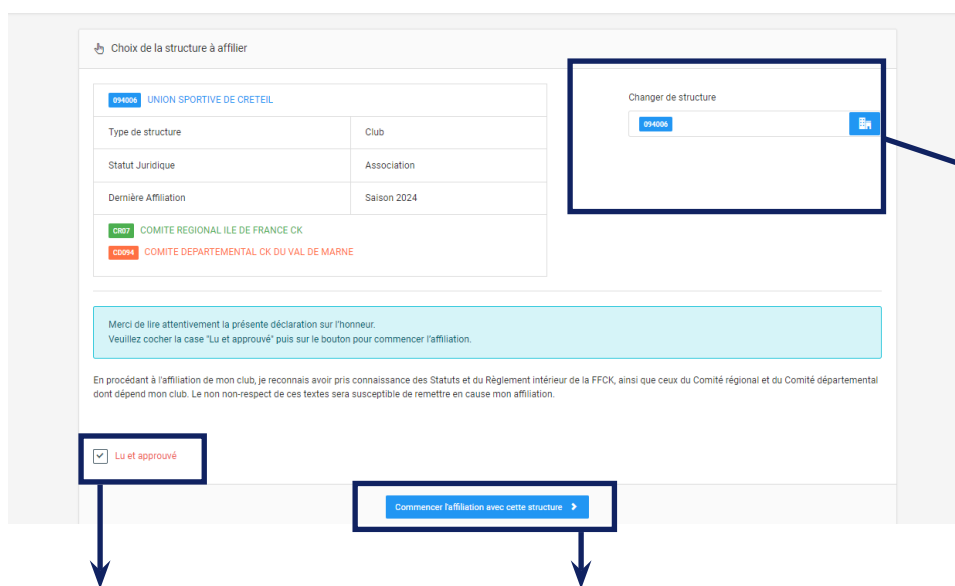 Choix de la structure à affilier
094006 UNION SPORTIVE DE CRETEIL
Type de structure Club
Statut Juridique Association
Dernière Affiliation Saison 2024
CR07 COMITE REGIONAL ILE DE FRANCE CK
CD094 COMITE DEPARTEMENTAL CK DU VAL DE MARNE
Changer de structure
094006
Merci de lire attentivement la présente déclaration sur l'honneur.
Veuillez cocher la case "Lu et approuvé" puis sur le bouton pour commencer l'affiliation.
En procédant à l'affiliation de mon club, je reconnais avoir pris connaissance des Statuts et du Règlement intérieur de la FFCK, ainsi que ceux du Comité régional et du Comité départemental
dont dépend mon club. Le non non-respect de ces textes sera susceptible de remettre en cause mon affiliation.
Lu et approuvé
Commencer l'affiliation avec cette structure